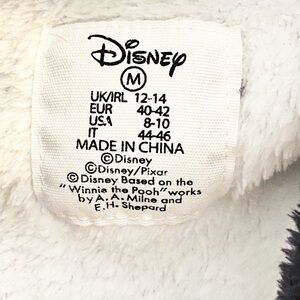 Disney
M
UK/IRL 12-14
EUR 40-42
USA 8-10
IT 44-46
MADE IN CHINA
©Disney
©Disney/Pixar
©Disney Based on the
"Winnie the Pooh" works
by A.A. Milne and
E.H. Shepard